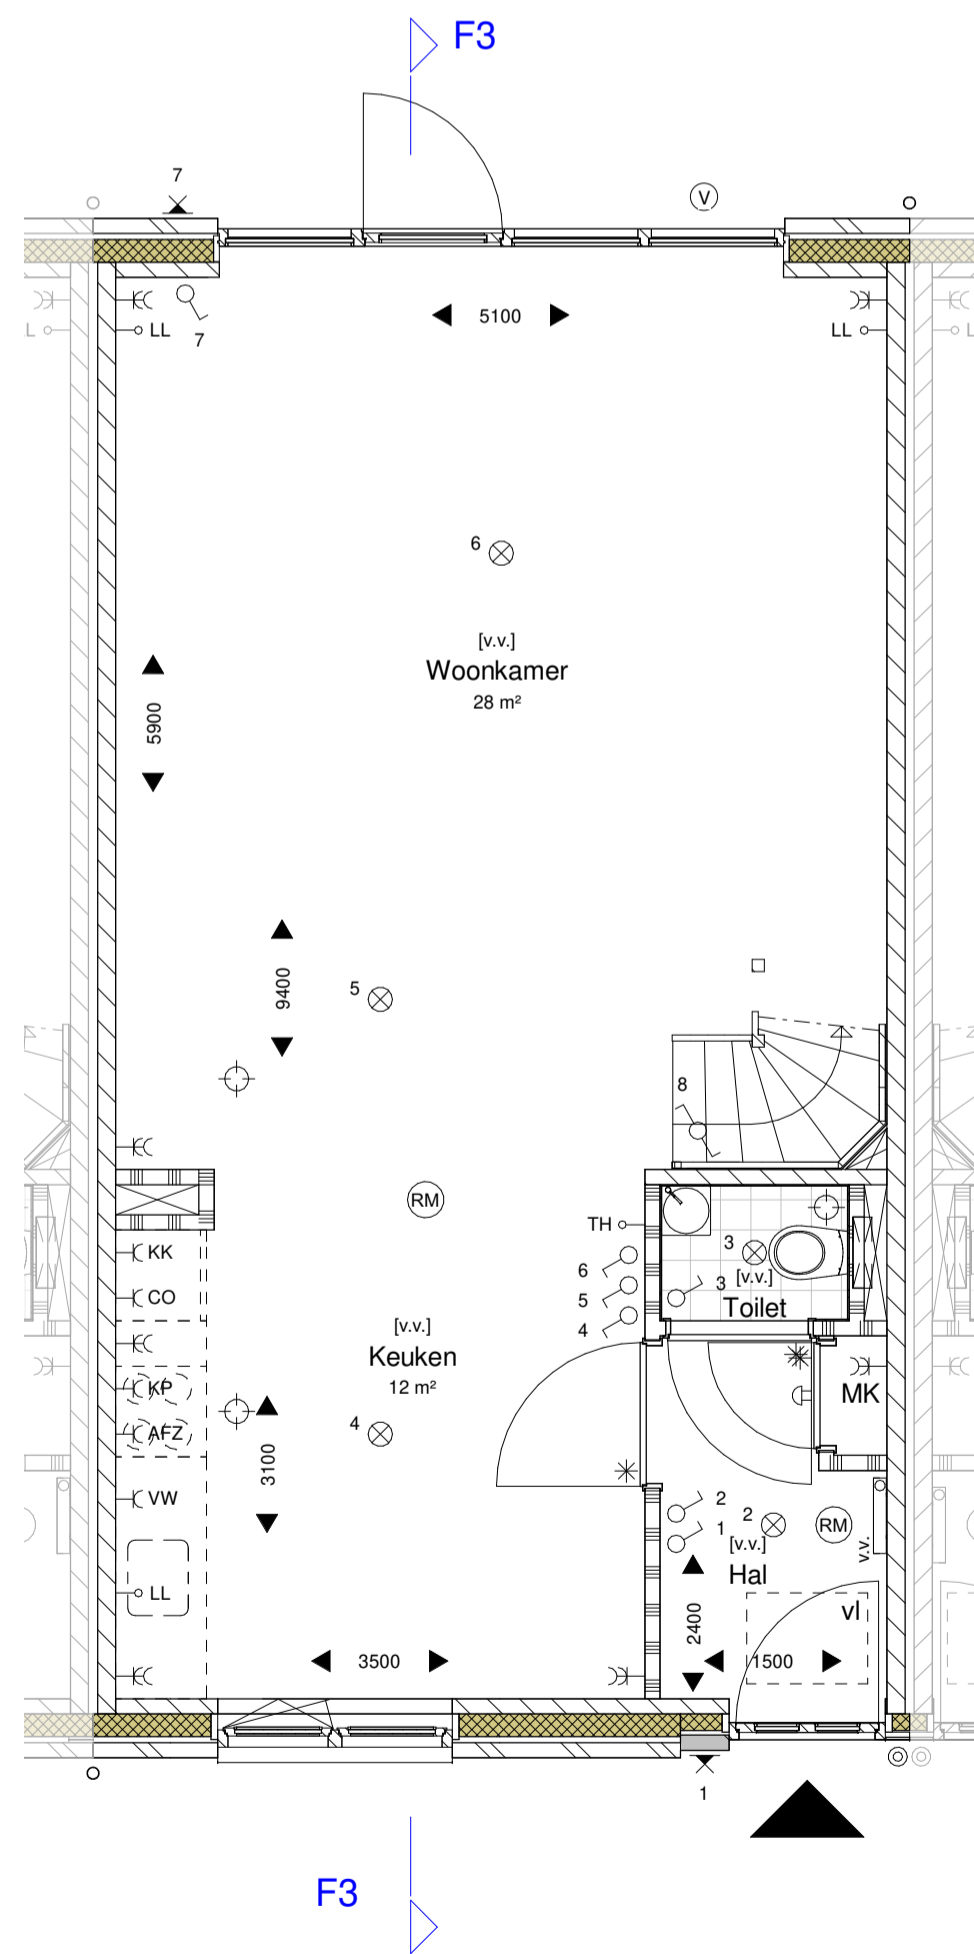 F3
7
V
7
5100
LL
LL
L
L
6
[v.v.]
Woonkamer
28 m²
5900
9400
5
8
RM
TH
6
5
4
3
[v.v.]
3
Toilet
KK
CO
KP
AFZ
VW
LL
[v.v.]
Keuken
12 m²
4
3100
MK
2
1
2
RM
[v.v.]
Hal
v.v.
vl
2400
1500
3500
1
F3